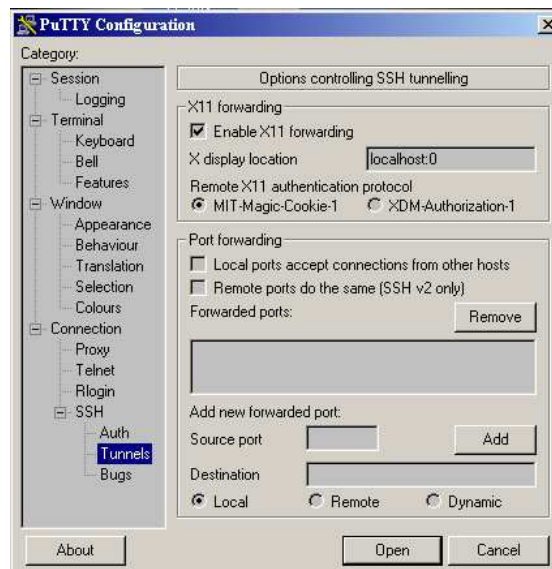 PuTTY Configuration
Category:
Session
Logging
Terminal
Keyboard
Bell
Features
Window
Appearance
Behaviour
Translation
Selection
Colours
Connection
Proxy
Telnet
Rlogin
SSH
Auth
Tunnels
Bugs
Options controlling SSH tunnelling
X11 forwarding
Enable X11 forwarding
X display location localhost:0
Remote X11 authentication protocol
MIT-Magic-Cookie-1 XDM-Authorization-1
Port forwarding
Local ports accept connections from other hosts
Remote ports do the same (SSH v2 only)
Forwarded ports: Remove
Add new forwarded port:
Source port Add
Destination
Local Remote Dynamic
About Open Cancel